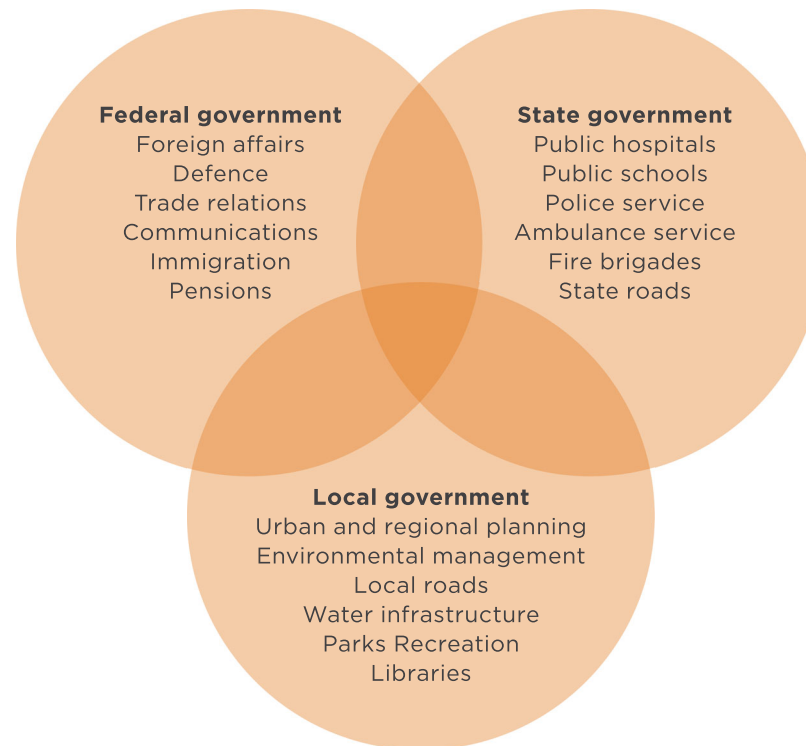 Federal government
Foreign affairs
Defence
Trade relations
Communications
Immigration
Pensions
State government
Public hospitals
Public schools
Police service
Ambulance service
Fire brigades
State roads
Local government
Urban and regional planning
Environmental management
Local roads
Water infrastructure
Parks Recreation
Libraries